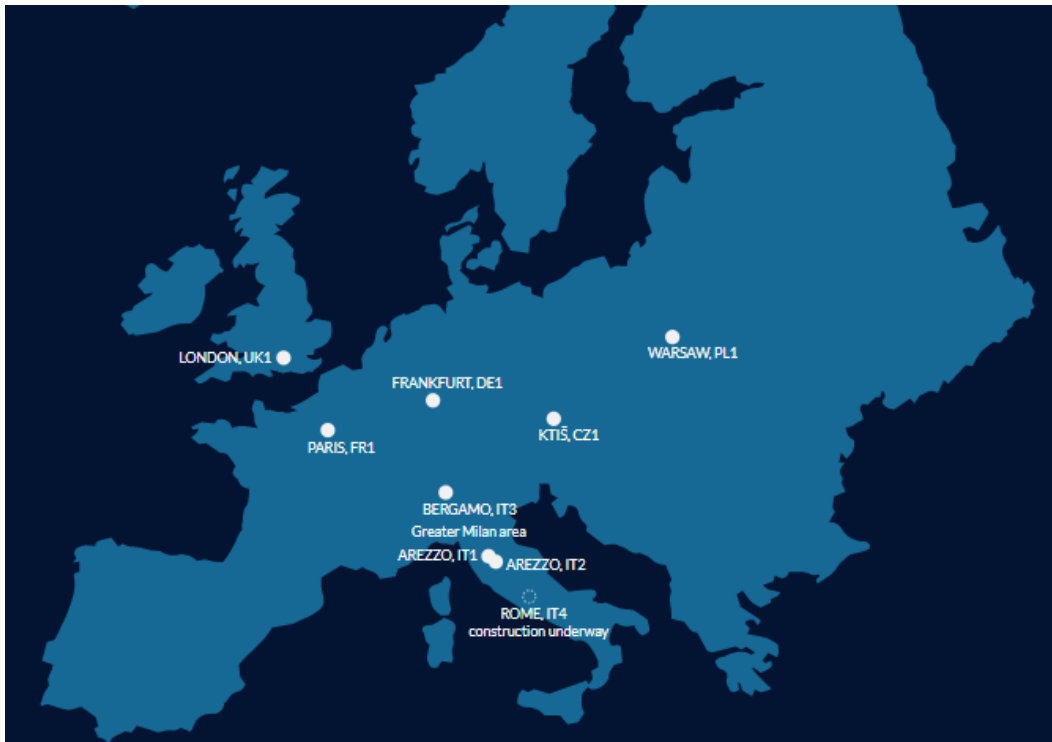 LONDON, UK1
WARSAW, PL1
FRANKFURT, DE1
KTIŠ, CZ1
PARIS, FR1
BERGAMO, IT3
Greater Milan area
AREZZO, IT1
AREZZO, IT2
ROME, IT4
construction underway